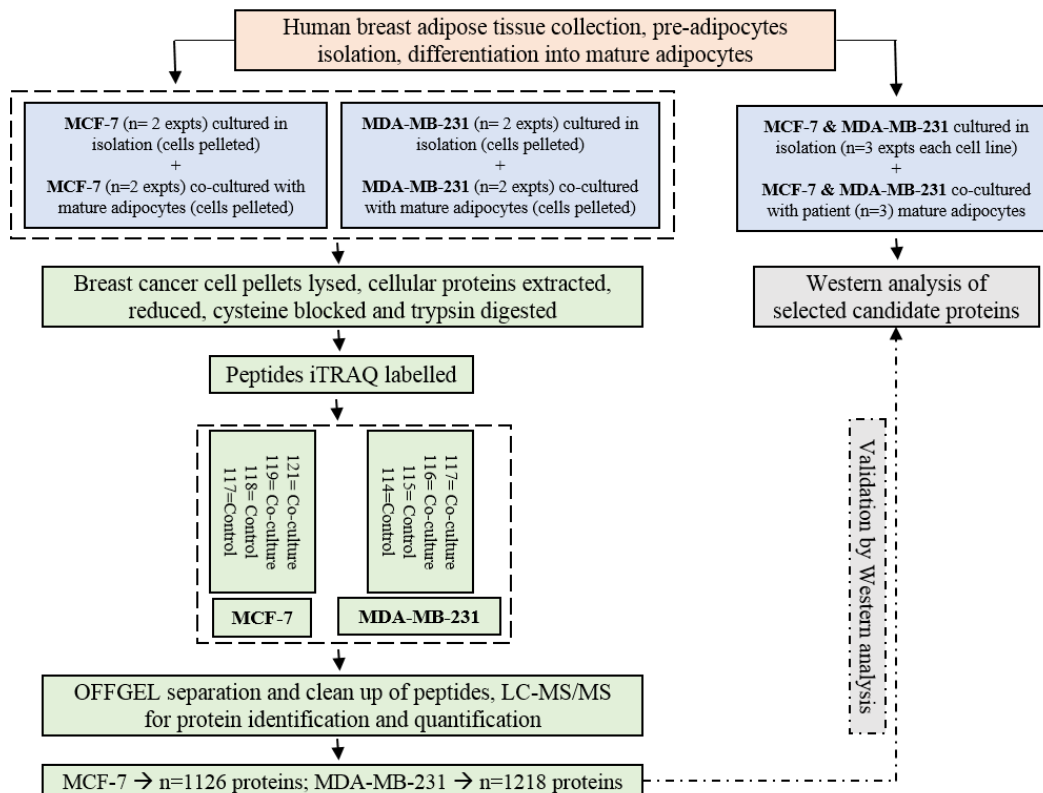 Human breast adipose tissue collection, pre-adipocytes
isolation, differentiation into mature adipocytes
MCF-7 (n= 2 expts) cultured in
isolation (cells pelleted)
+
MCF-7 (n=2 expts) co-cultured with
mature adipocytes (cells pelleted)
MDA-MB-231 (n= 2 expts) cultured in
isolation (cells pelleted)
+
MDA-MB-231 (n=2 expts) co-cultured
with mature adipocytes (cells pelleted)
MCF-7 & MDA-MB-231 cultured in
isolation (n=3 expts each cell line)
+
MCF-7 & MDA-MB-231 co-cultured
with patient (n=3) mature adipocytes
Breast cancer cell pellets lysed, cellular proteins extracted,
reduced, cysteine blocked and trypsin digested
Western analysis of
selected candidate proteins
Peptides iTRAQ labelled
121= Co-culture
119= Co-culture
118= Control
117=Control
117= Co-culture
116= Co-culture
115= Control
114=Control
MCF-7
MDA-MB-231
Validation by Western analysis
OFFGEL separation and clean up of peptides, LC-MS/MS
for protein identification and quantification
MCF-7 → n=1126 proteins; MDA-MB-231 → n=1218 proteins